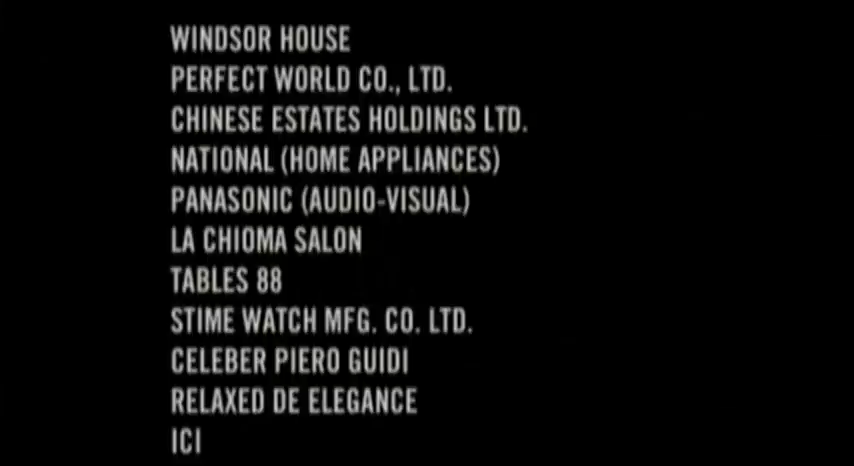 WINDSOR HOUSE
PERFECT WORLD CO., LTD.
CHINESE ESTATES HOLDINGS LTD.
NATIONAL (HOME APPLIANCES)
PANASONIC (AUDIO-VISUAL)
LA CHIOMA SALON
TABLES 88
STIME WATCH MFG. CO. LTD.
CELEBER PIERO GUIDI
RELAXED DE ELEGANCE
ICI